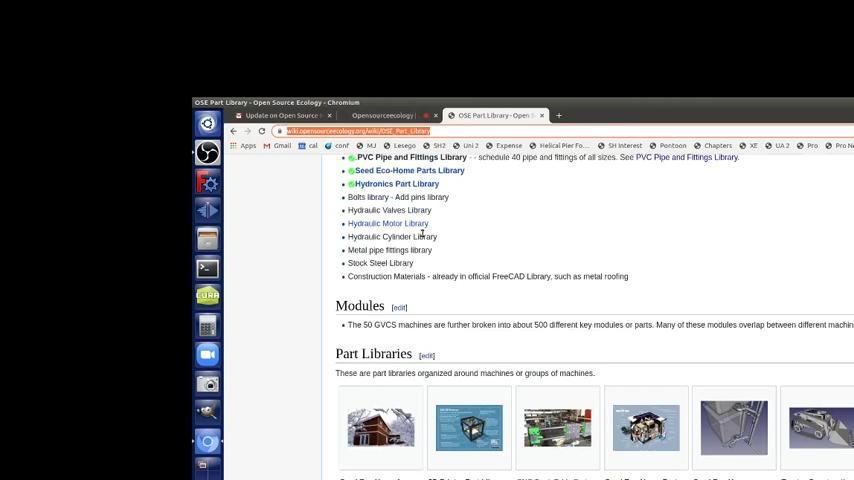 OSE Part Library - Open Source Ecology - Chromium
Update on Open Source
Opensourceecology
OSE Part Library - Open S
wiki.opensourceecology.org/wiki/OSE_Part_Library
Apps Gmail cal conf MJ Lesego SH2 Uni 2 Expense Helical Pier Fo... SH Interest Pontoon Chapters XE UA 2 Pro Pro N
PVC Pipe and Fittings Library - - schedule 40 pipe and fittings of all sizes. See PVC Pipe and Fittings Library.
Seed Eco-Home Parts Library
Hydronics Part Library
Bolts library - Add pins library
Hydraulic Valves Library
Hydraulic Motor Library
Hydraulic Cylinder Library
Metal pipe fittings library
Stock Steel Library
Construction Materials - already in official FreeCAD Library, such as metal roofing
Modules [edit]
The 50 GVCS machines are further broken into about 500 different key modules or parts. Many of these modules overlap between different machin
Part Libraries [edit]
These are part libraries organized around machines or groups of machines.